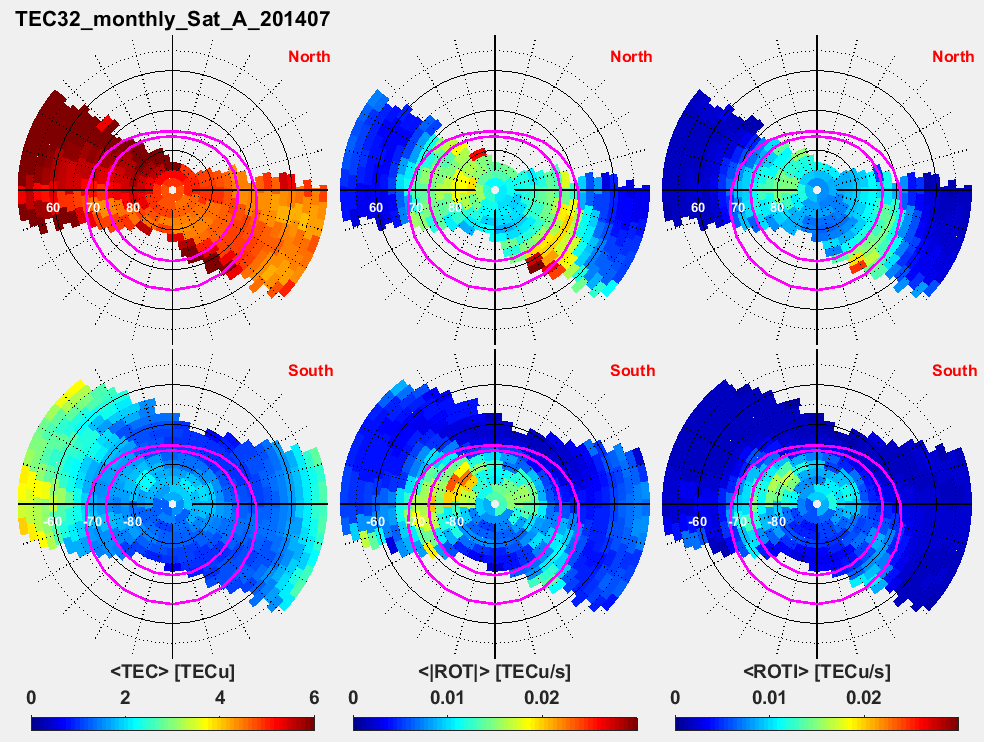 TEC32_monthly_Sat_A_201407
North North North
60 70 80 60 70 80 60 70 80
South South South
-60 -70 -80 -60 -70 -80 -60 -70 -80
<TEC> [TECu] <|ROT|> [TECu/s] <ROTI> [TECu/s]
0 2 4 6 0 0.01 0.02 0 0.01 0.02